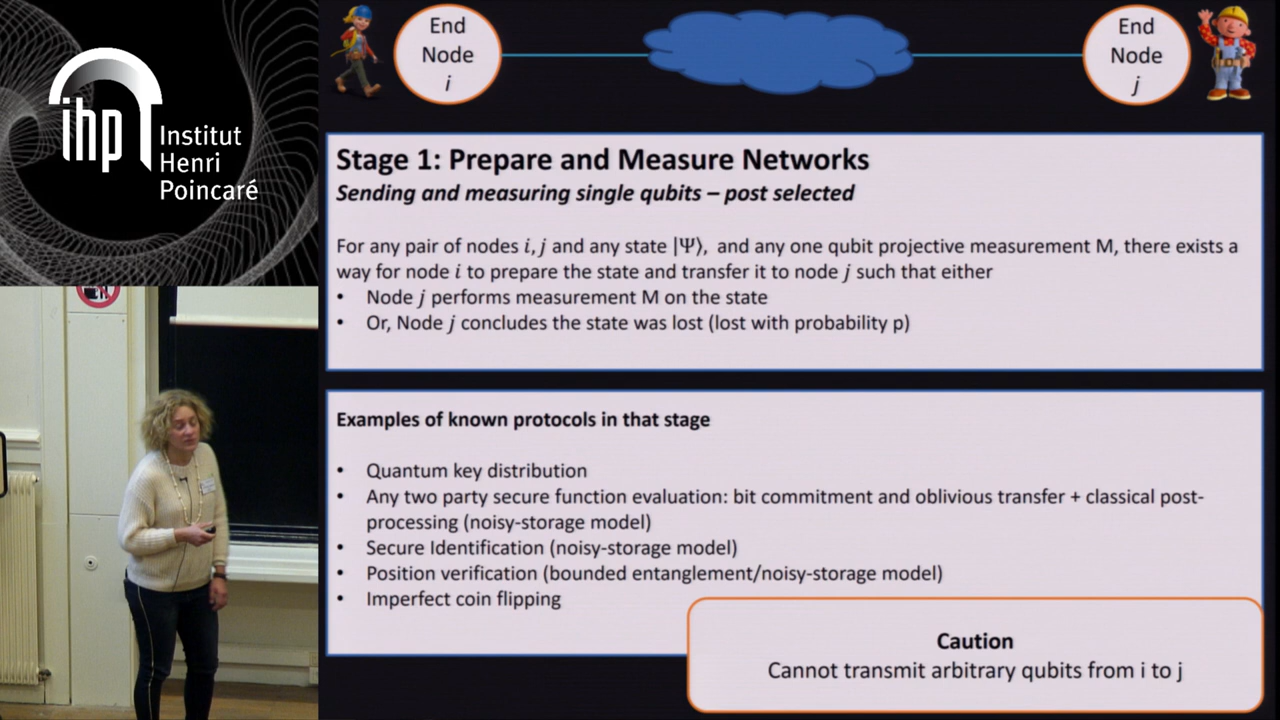 ihp
Institut
Henri
Poincaré
End
Node
i
End
Node
j
Stage 1: Prepare and Measure Networks
Sending and measuring single qubits – post selected
For any pair of nodes i, j and any state |Ψ⟩, and any one qubit projective measurement M, there exists a
way for node i to prepare the state and transfer it to node j such that either
• Node j performs measurement M on the state
• Or, Node j concludes the state was lost (lost with probability p)
Examples of known protocols in that stage
• Quantum key distribution
• Any two party secure function evaluation: bit commitment and oblivious transfer + classical post-
processing (noisy-storage model)
• Secure Identification (noisy-storage model)
• Position verification (bounded entanglement/noisy-storage model)
• Imperfect coin flipping
Caution
Cannot transmit arbitrary qubits from i to j